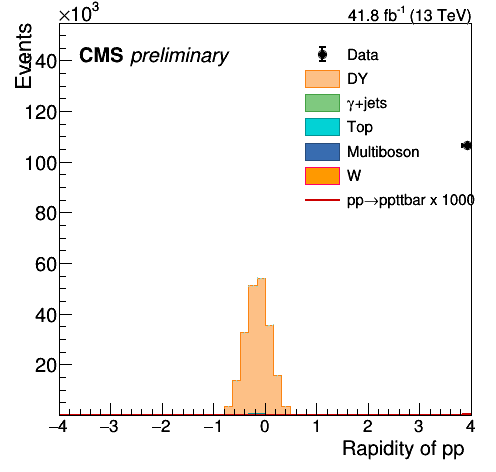 ×10³
41.8 fb⁻¹ (13 TeV)
Events
CMS preliminary
Data
DY
γ+jets
Top
Multiboson
W
pp→ppttbar x 1000
140
120
100
80
60
40
20
−4 −3 −2 −1 0 1 2 3 4
Rapidity of pp